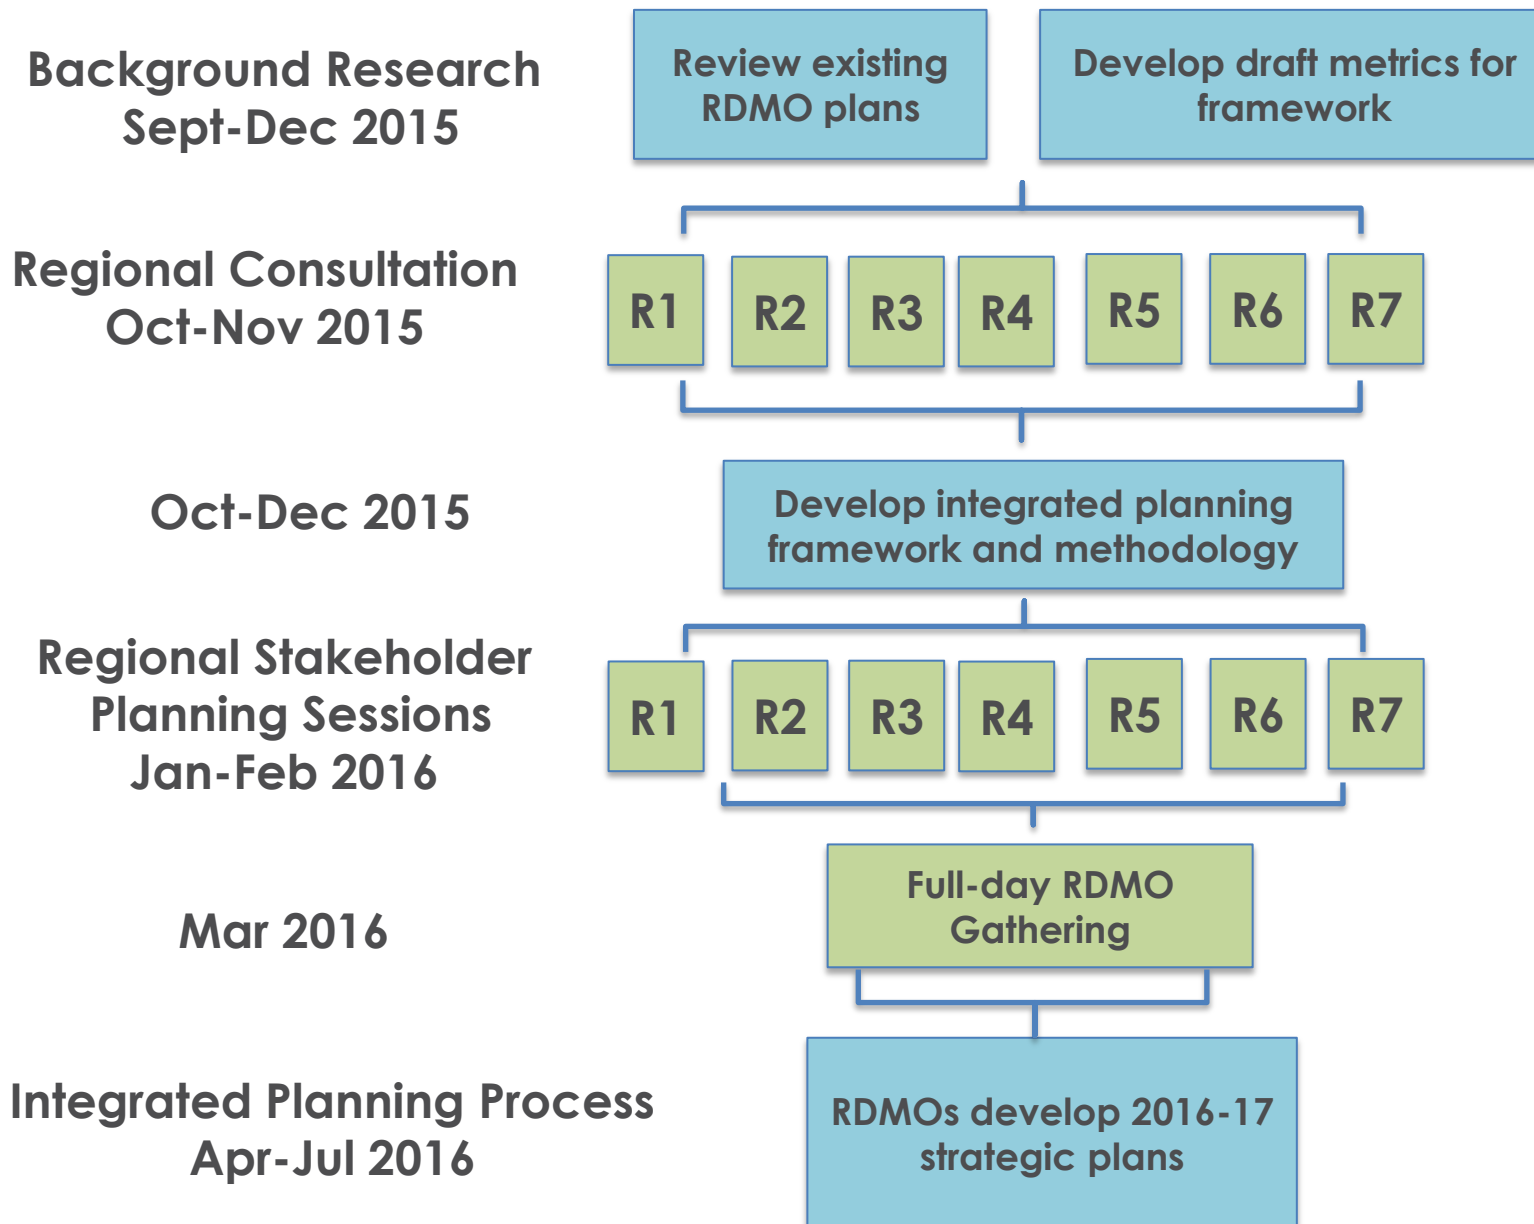 Background Research
Sept-Dec 2015
Review existing
RDMO plans
Develop draft metrics for
framework
Regional Consultation
Oct-Nov 2015
R1
R2
R3
R4
R5
R6
R7
Oct-Dec 2015
Develop integrated planning
framework and methodology
Regional Stakeholder
Planning Sessions
Jan-Feb 2016
R1
R2
R3
R4
R5
R6
R7
Mar 2016
Full-day RDMO
Gathering
Integrated Planning Process
Apr-Jul 2016
RDMOs develop 2016-17
strategic plans